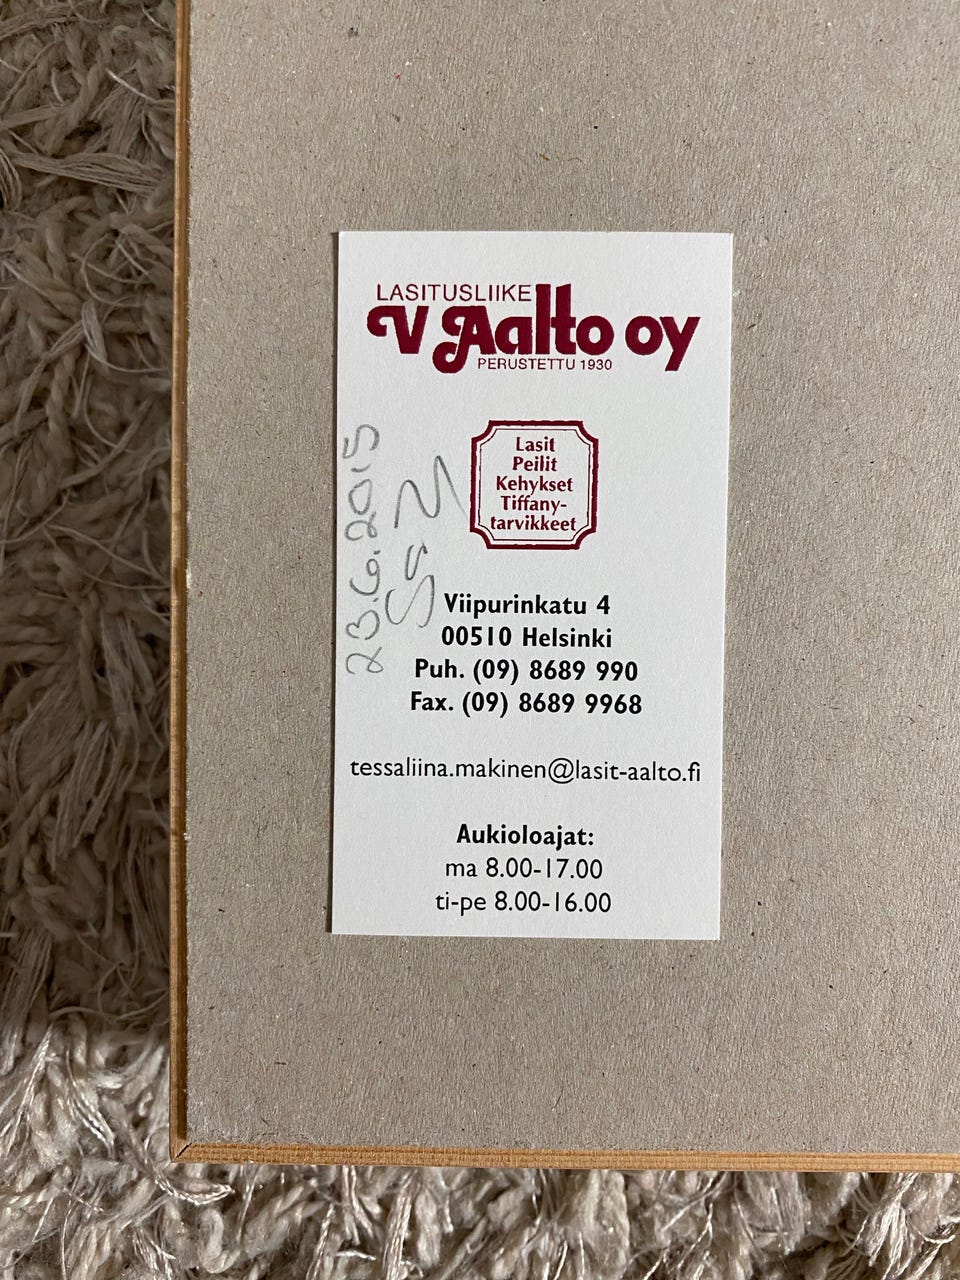 LASITUSLIIKE
V Aalto oy
PERUSTETTU 1930
Lasit
Peilit
Kehykset
Tiffany-
tarvikkeet
23.6.2015
Viipurinkatu 4
00510 Helsinki
Puh. (09) 8689 990
Fax. (09) 8689 9968
tessaliina.makinen@lasit-aalto.fi
Aukioloajat:
ma 8.00-17.00
ti-pe 8.00-16.00